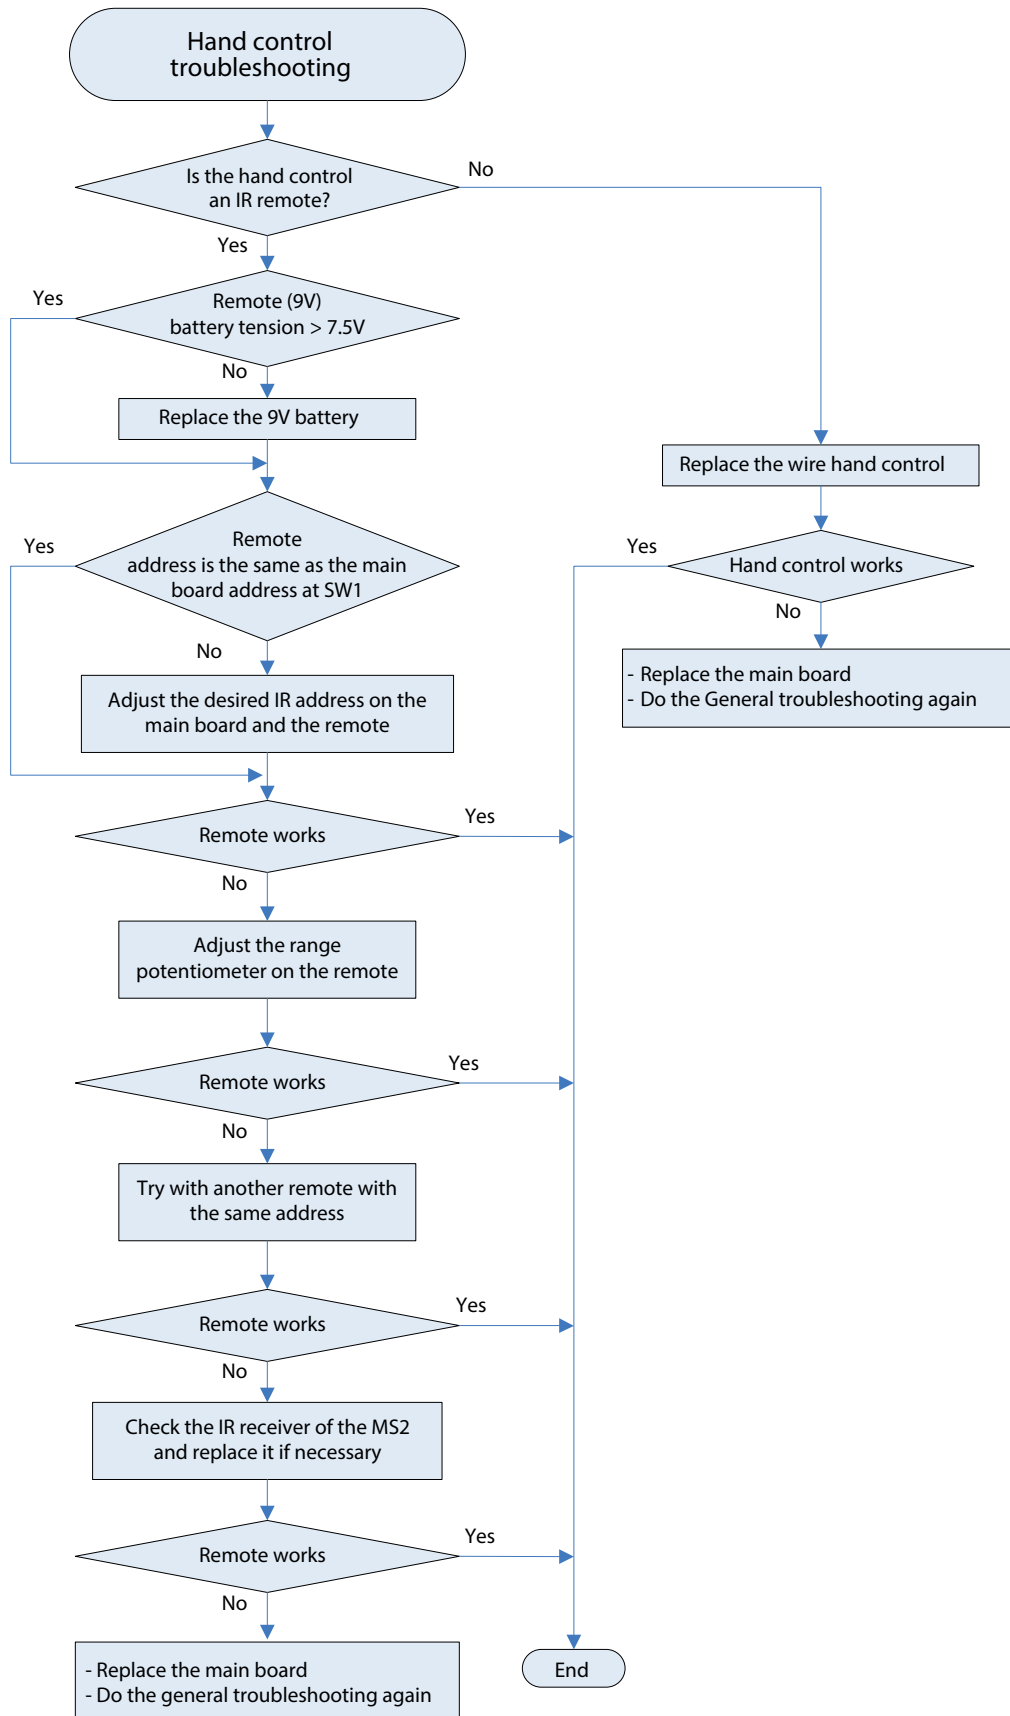 Hand control
troubleshooting
Is the hand control
an IR remote?
No
Yes
Yes
Remote (9V)
battery tension > 7.5V
No
Replace the 9V battery
Replace the wire hand control
Yes
Remote
address is the same as the main
board address at SW1
Yes
Hand control works
No
No
- Replace the main board
- Do the General troubleshooting again
Adjust the desired IR address on the
main board and the remote
Remote works
Yes
No
Adjust the range
potentiometer on the remote
Remote works
Yes
No
Try with another remote with
the same address
Remote works
Yes
No
Check the IR receiver of the MS2
and replace it if necessary
Remote works
Yes
No
- Replace the main board
- Do the general troubleshooting again
End